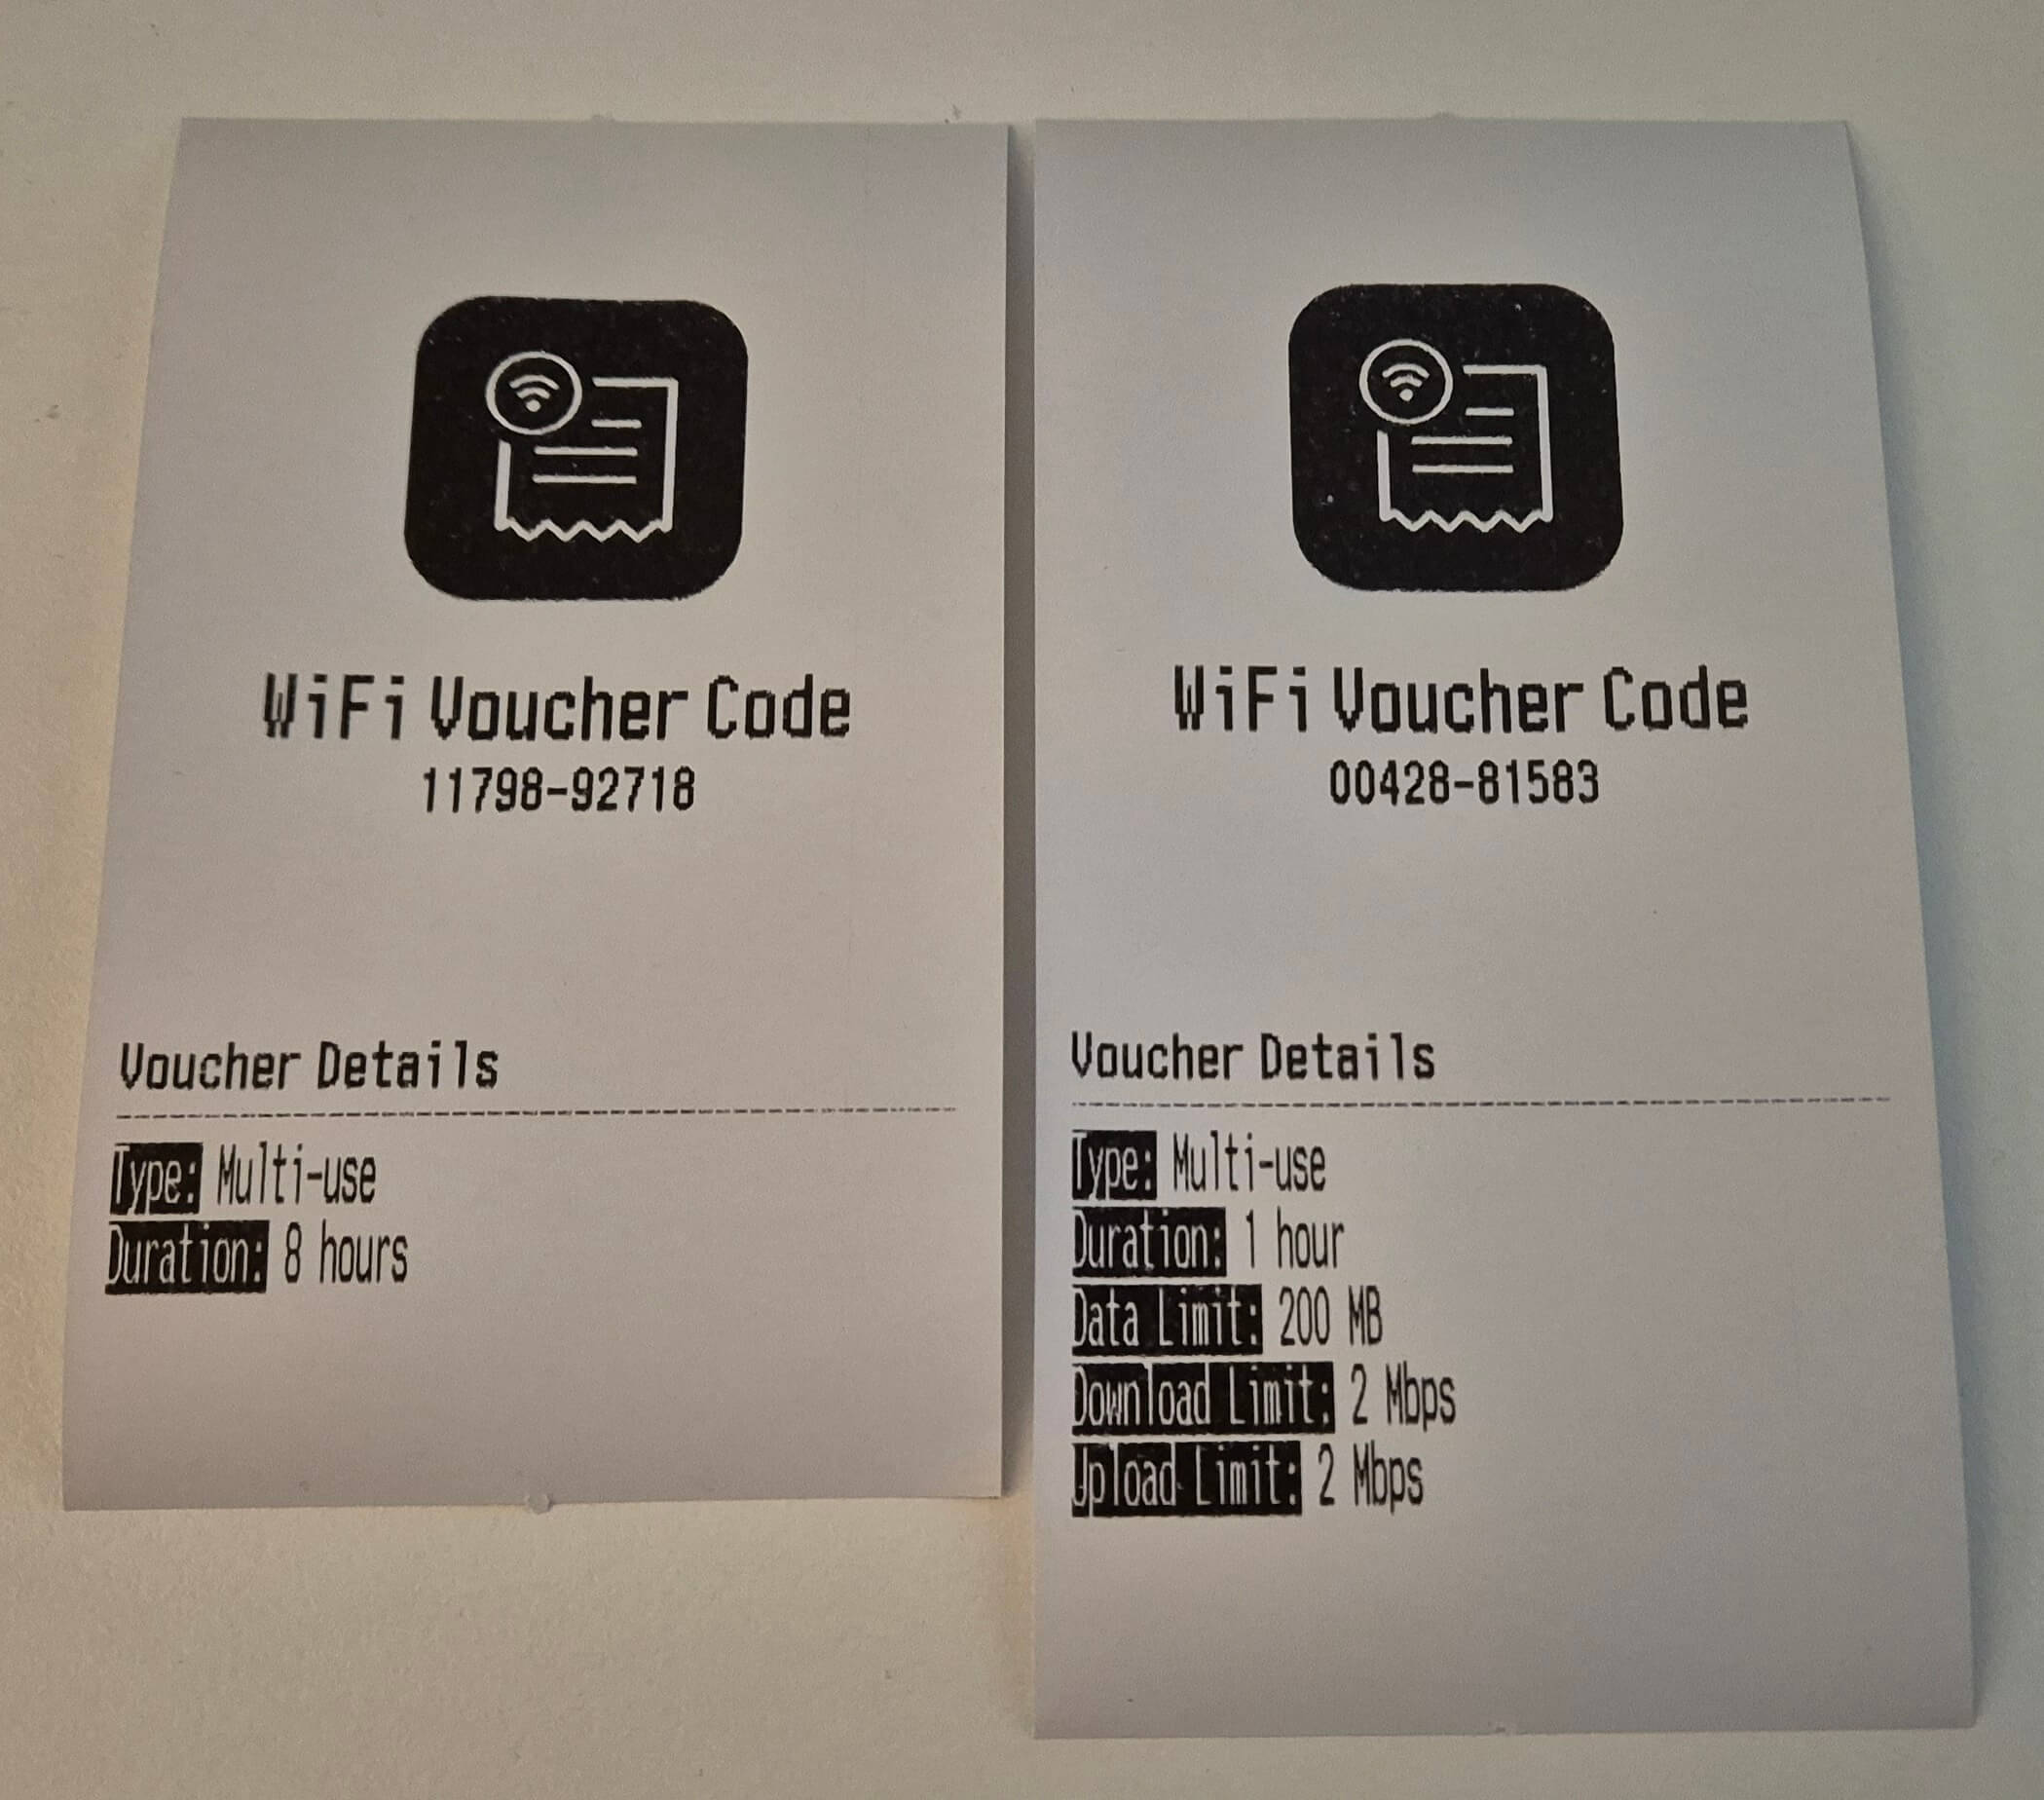 WiFi Voucher Code
11798-92718
Voucher Details
Type: Multi-use
Duration: 8 hours
WiFi Voucher Code
00428-81583
Voucher Details
Type: Multi-use
Duration: 1 hour
Data Limit: 200 MB
Download Limit: 2 Mbps
Upload Limit: 2 Mbps